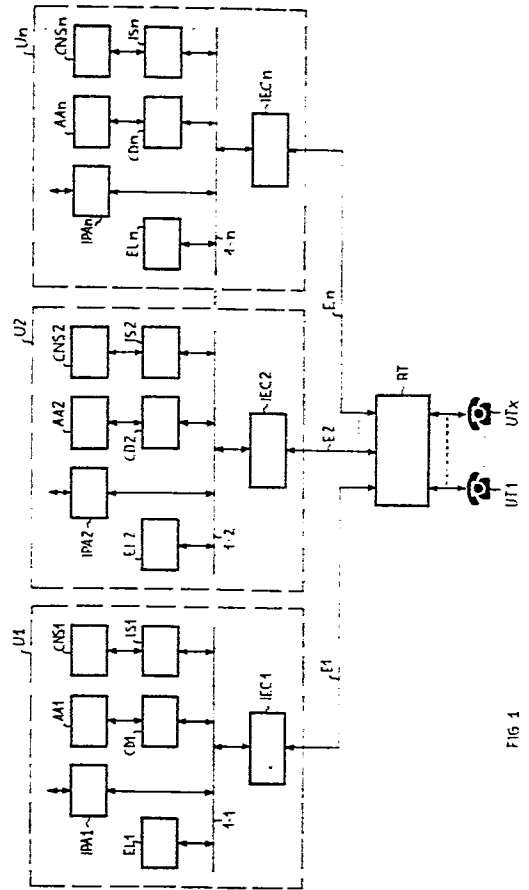 U1
IPA1
AA1
CNS1
EL1
CD1
IS1
1-1
IEC1
U2
IPA2
AA2
CNS2
EL2
CD2
IS2
1-2
IEC2
Un
IPAn
AAn
CNSn
ELn
CDn
ISn
1-n
IECn
E1
E2
En
RT
UT1
UTx
FIG 1